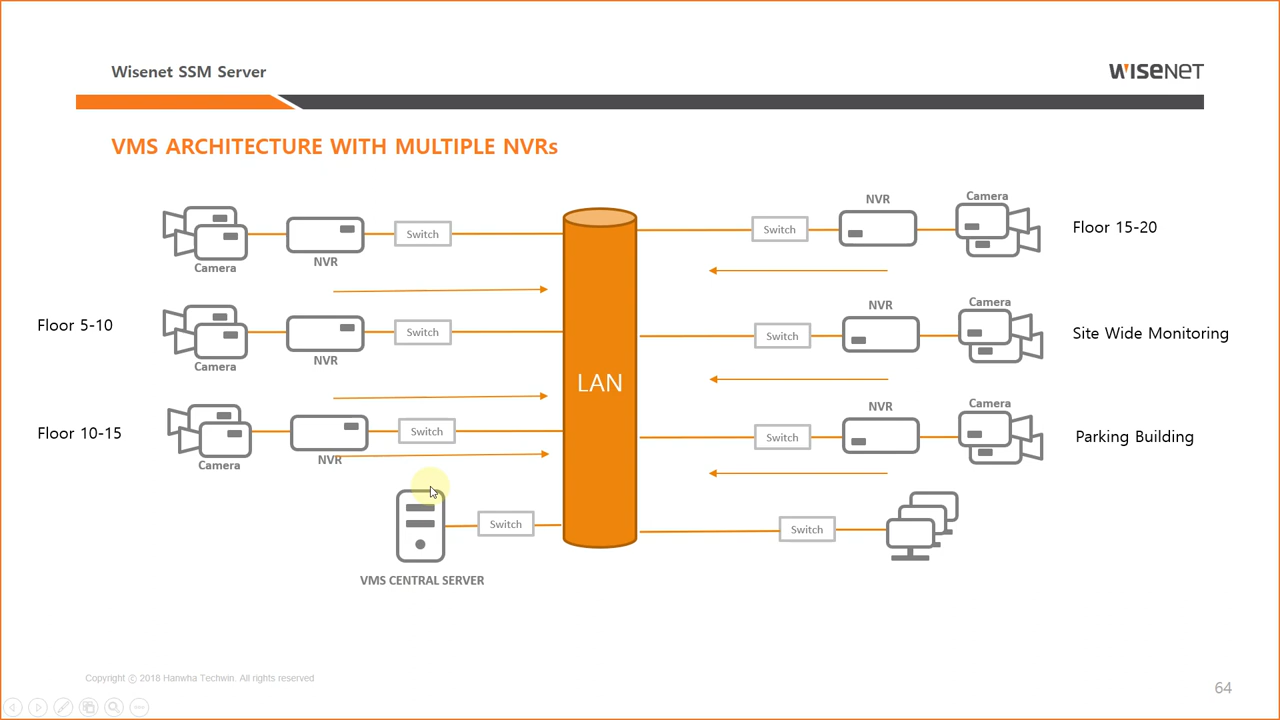 Wisenet SSM Server
WISENET
VMS ARCHITECTURE WITH MULTIPLE NVRs
Camera
NVR
Switch
Switch
NVR
Camera
Floor 15-20
Floor 5-10
Camera
NVR
Switch
Switch
NVR
Camera
Site Wide Monitoring
Floor 10-15
Camera
NVR
Switch
LAN
Switch
NVR
Camera
Parking Building
VMS CENTRAL SERVER
Switch
Switch
Copyright ⓒ 2018 Hanwha Techwin. All rights reserved
64